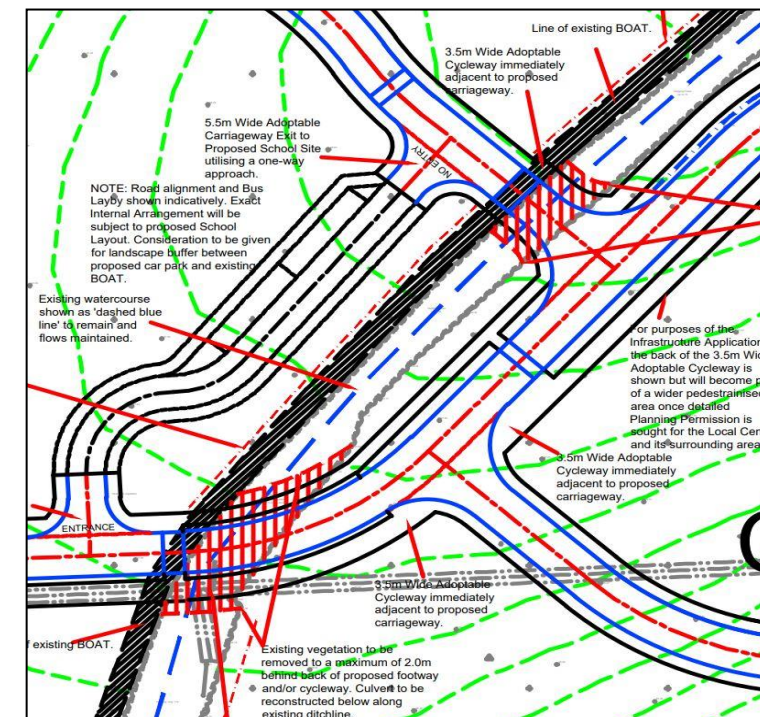 Line of existing BOAT.
3.5m Wide Adoptable
Cycleway immediately
adjacent to proposed
carriageway.
5.5m Wide Adoptable
Carriageway Exit to
Proposed School Site
utilising a one-way
approach.
NO ENTRY
NOTE: Road alignment and Bus
Layby shown indicatively. Exact
Internal Arrangement will be
subject to proposed School
Layout. Consideration to be given
for landscape buffer between
proposed car park and existing
BOAT.
Existing watercourse
shown as 'dashed blue
line' to remain and
flows maintained.
For purposes of the
Infrastructure Application
the back of the 3.5m Wid
Adoptable Cycleway is
shown but will become p
of a wider pedestrainised
area once detailed
Planning Permission is
sought for the Local Cen
and its surrounding area
3.5m Wide Adoptable
Cycleway immediately
adjacent to proposed
carriageway.
ENTRANCE
3.5m Wide Adoptable
Cycleway immediately
adjacent to proposed
carriageway.
f existing BOAT.
Existing vegetation to be
removed to a maximum of 2.0m
behind back of proposed footway
and/or cycleway. Culvert to be
reconstructed below along
existing ditchline.